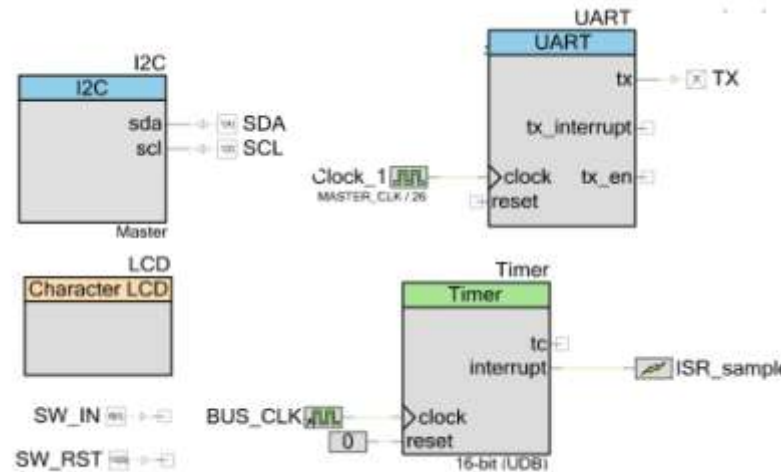 I2C
I2C
sda
SDA
scl
SCL
Master
UART
UART
tx
TX
tx_interrupt
Clock_1
clock
tx_en
MASTER_CLK / 26
reset
LCD
Character LCD
Timer
Timer
tc
interrupt
ISR_sample
SW_IN
BUS_CLK
clock
0
reset
SW_RST
16-bit (UDB)